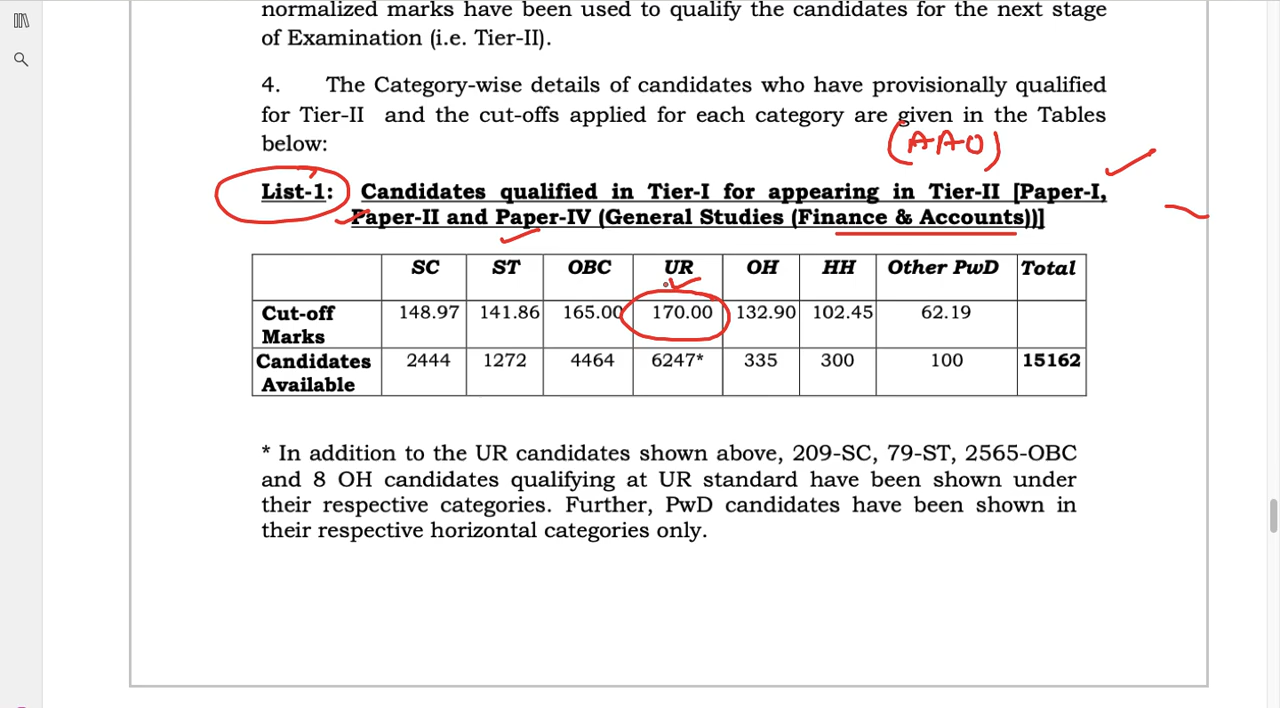 normalized marks have been used to qualify the candidates for the next stage
of Examination (i.e. Tier-II).
4. The Category-wise details of candidates who have provisionally qualified
for Tier-II and the cut-offs applied for each category are given in the Tables
below:
(AAO)
List-1: Candidates qualified in Tier-I for appearing in Tier-II [Paper-I,
Paper-II and Paper-IV (General Studies (Finance & Accounts))]
SC ST OBC UR OH HH Other PwD Total
Cut-off Marks 148.97 141.86 165.00 170.00 132.90 102.45 62.19
Candidates Available 2444 1272 4464 6247* 335 300 100 15162
* In addition to the UR candidates shown above, 209-SC, 79-ST, 2565-OBC
and 8 OH candidates qualifying at UR standard have been shown under
their respective categories. Further, PwD candidates have been shown in
their respective horizontal categories only.